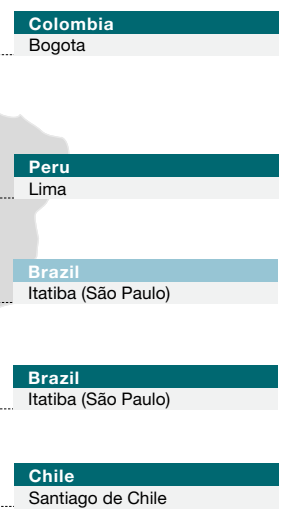 Colombia
Bogota
Peru
Lima
Brazil
Itatiba (São Paulo)
Brazil
Itatiba (São Paulo)
Chile
Santiago de Chile